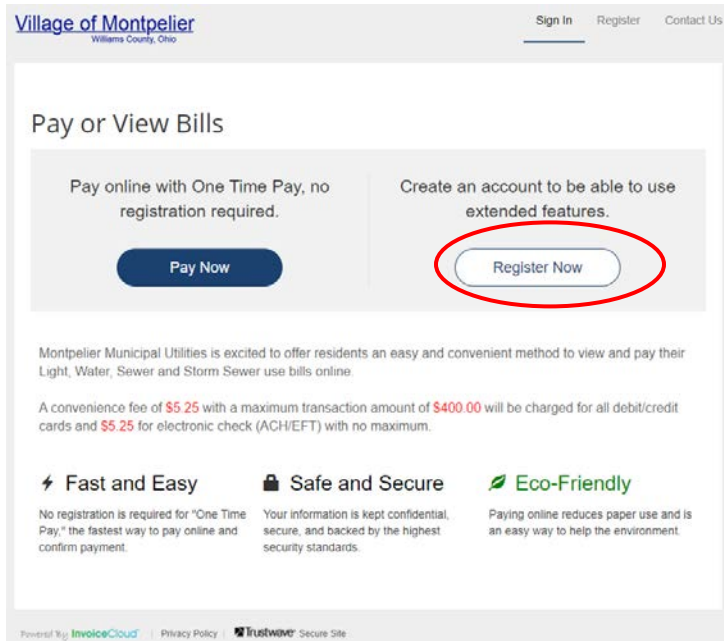 Village of Montpelier
Williams County, Ohio
Sign In Register Contact Us
Pay or View Bills
Pay online with One Time Pay, no
registration required.
Pay Now
Create an account to be able to use
extended features.
Register Now
Montpelier Municipal Utilities is excited to offer residents an easy and convenient method to view and pay their
Light, Water, Sewer and Storm Sewer use bills online.
A convenience fee of $5.25 with a maximum transaction amount of $400.00 will be charged for all debit/credit
cards and $5.25 for electronic check (ACH/EFT) with no maximum.
Fast and Easy
No registration is required for "One Time
Pay," the fastest way to pay online and
confirm payment.
Safe and Secure
Your information is kept confidential,
secure, and backed by the highest
security standards.
Eco-Friendly
Paying online reduces paper use and is
an easy way to help the environment.
Powered By InvoiceCloud | Privacy Policy | Trustwave Secure Site